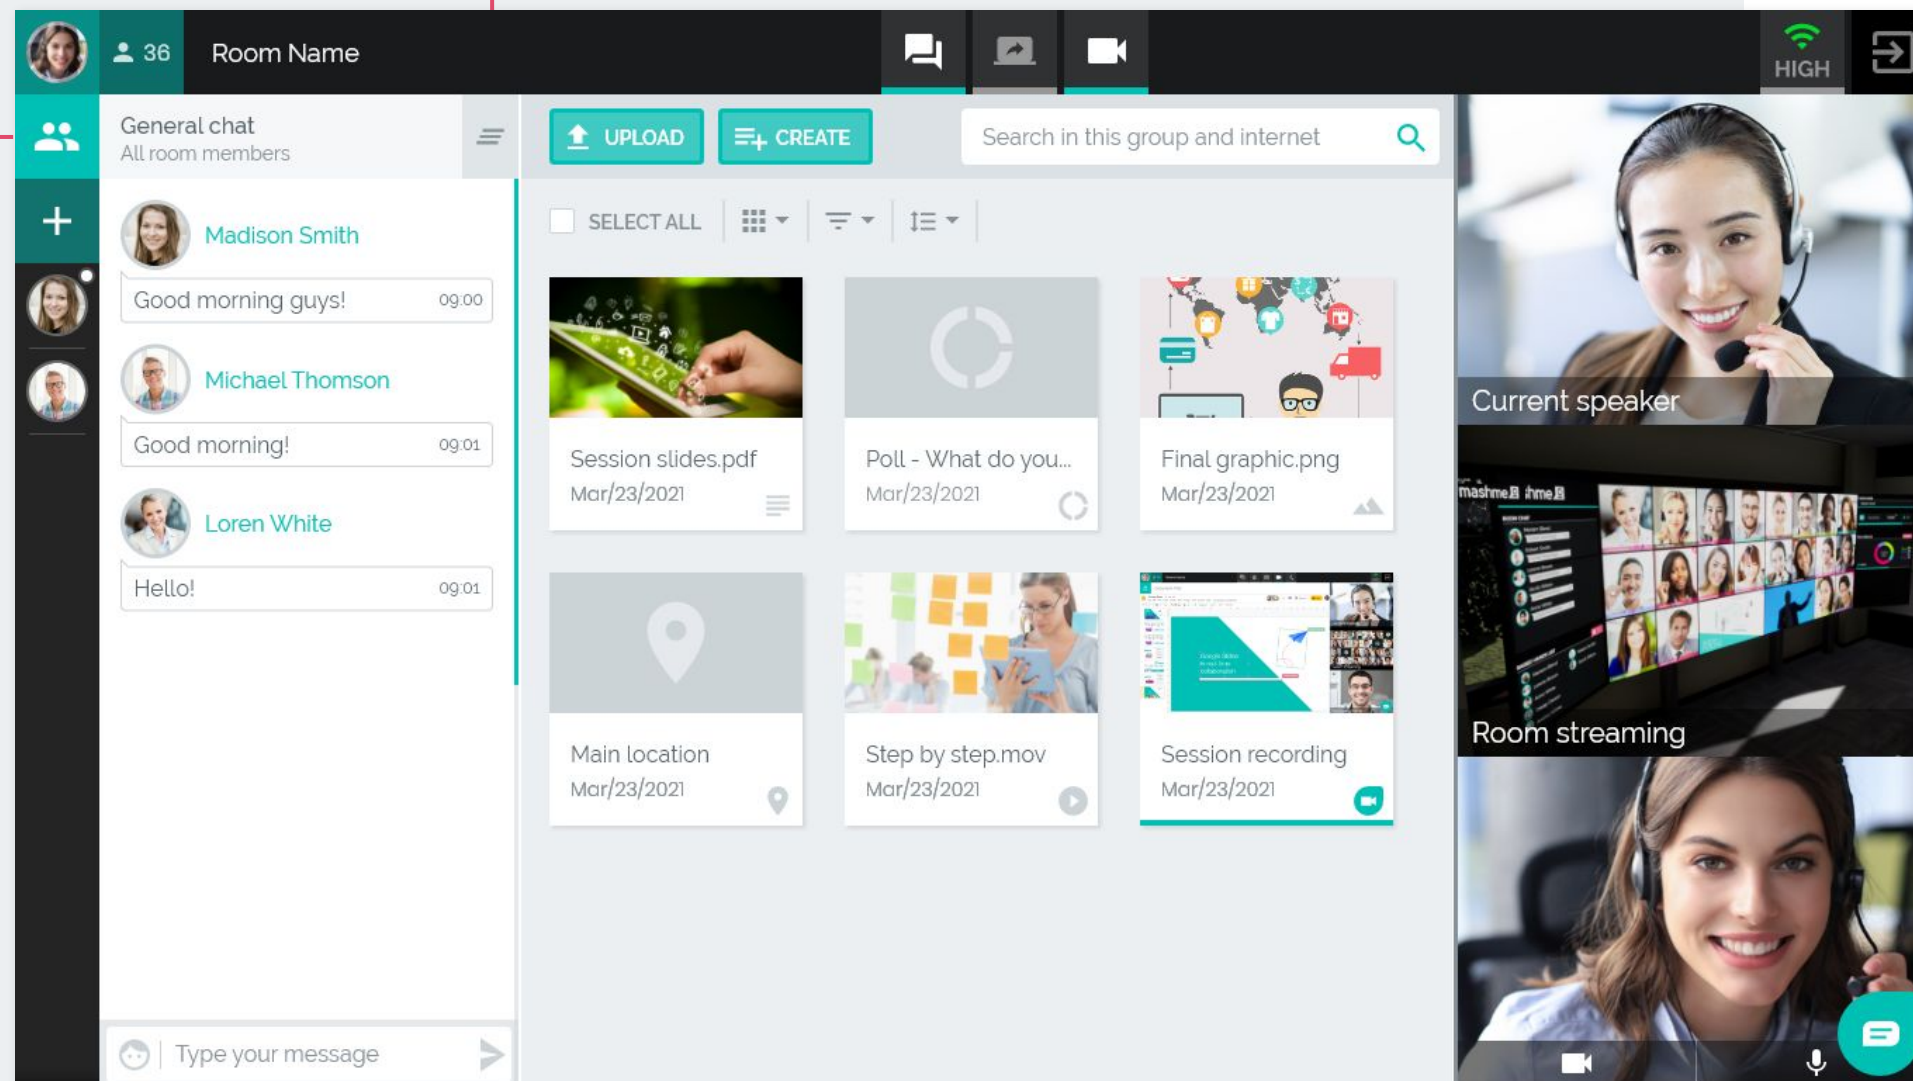 36
Room Name
HIGH
General chat
All room members
UPLOAD
CREATE
Search in this group and internet
SELECT ALL
Madison Smith
Good morning guys!
09:00
Michael Thomson
Good morning!
09:01
Loren White
Hello!
09:01
Type your message
Session slides.pdf
Mar/23/2021
Poll - What do you...
Mar/23/2021
Final graphic.png
Mar/23/2021
Main location
Mar/23/2021
Step by step.mov
Mar/23/2021
Session recording
Mar/23/2021
Current speaker
mashme
Room streaming